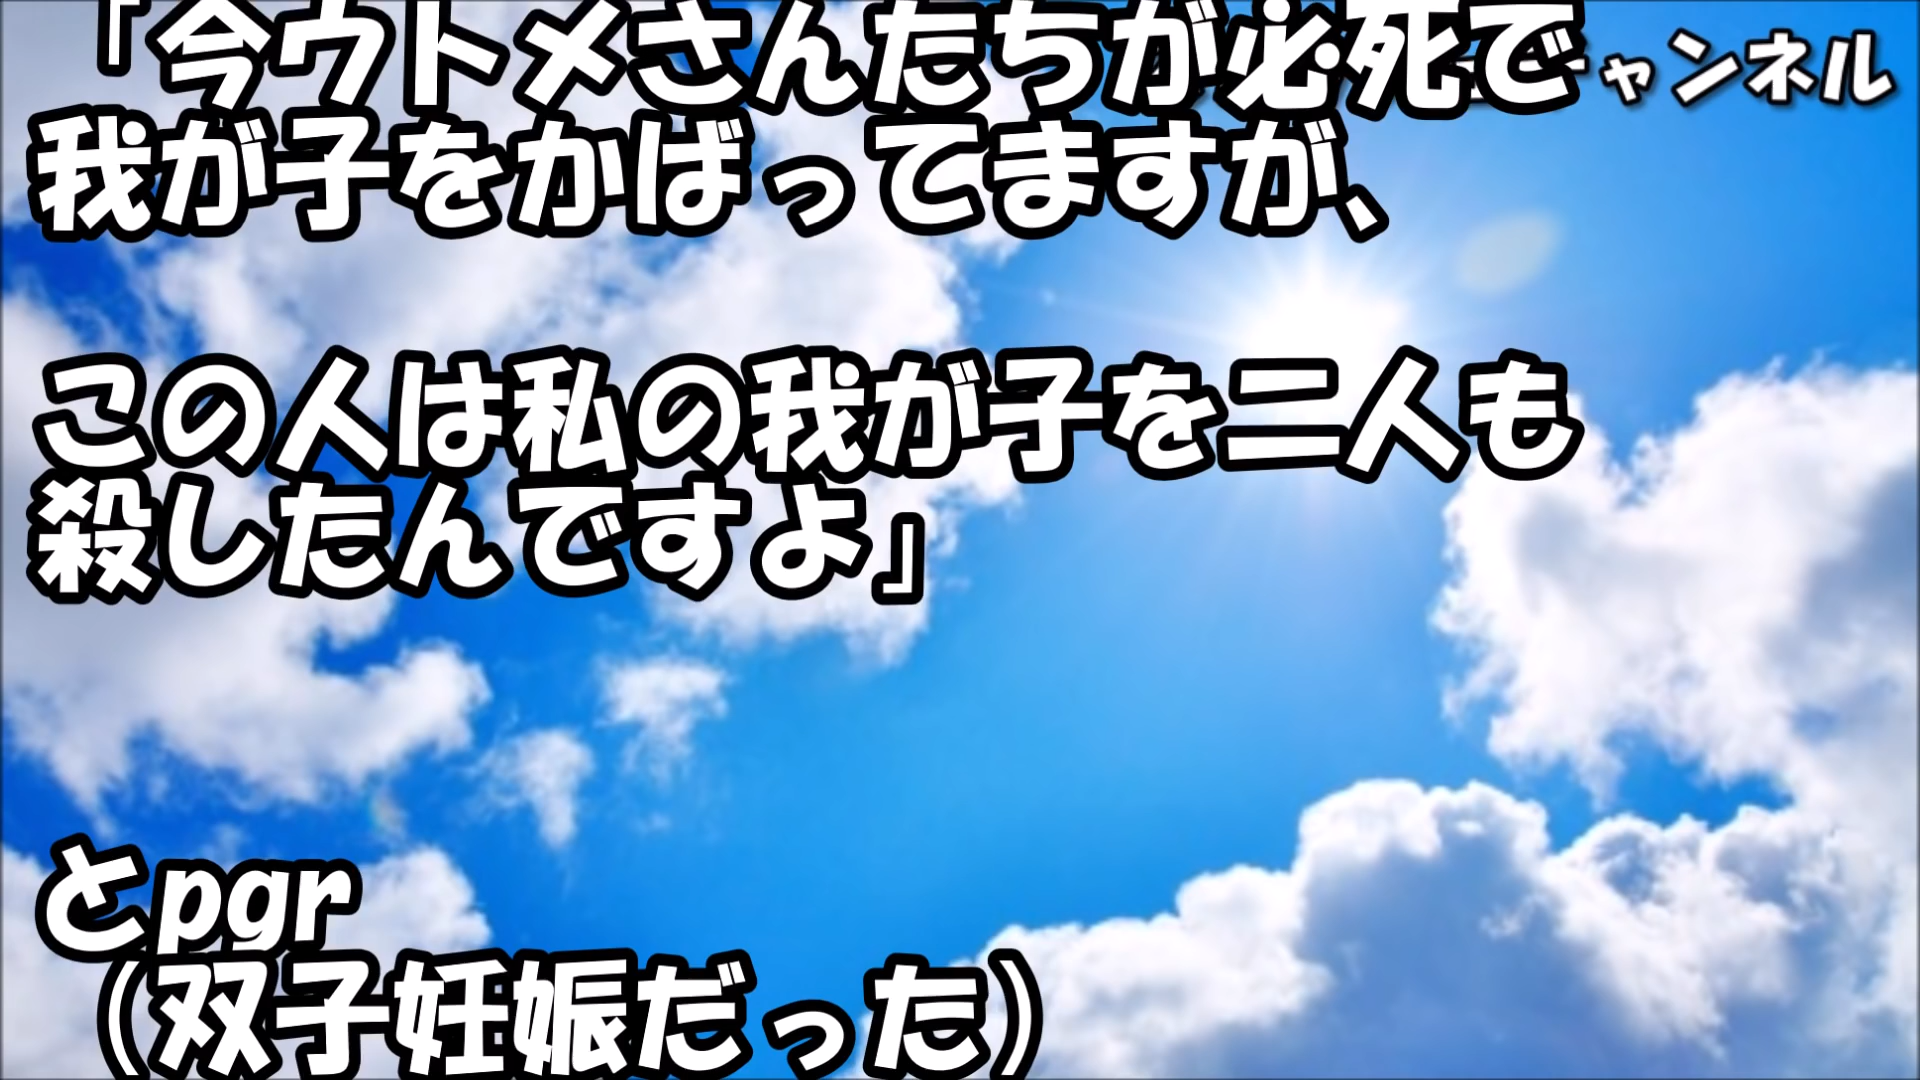 「今ウトメさんたちが必死で
ャンネル
我が子をかばってますが、
この人は私の我が子を二人も
殺したんですよ』
とpgr
（双子妊娠だった）